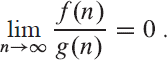 lim_{n→∞} f(n)/g(n) = 0 .